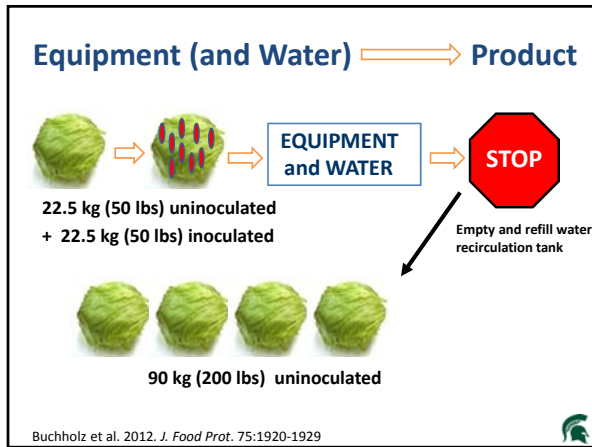 Equipment (and Water) Product
EQUIPMENT
and WATER
STOP
22.5 kg (50 lbs) uninoculated
+ 22.5 kg (50 lbs) inoculated
Empty and refill water
recirculation tank
90 kg (200 lbs) uninoculated
Buchholz et al. 2012. J. Food Prot. 75:1920-1929